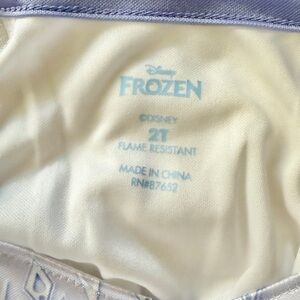 Disney
FROZEN
©DISNEY
2T
FLAME RESISTANT
MADE IN CHINA
RN#87652